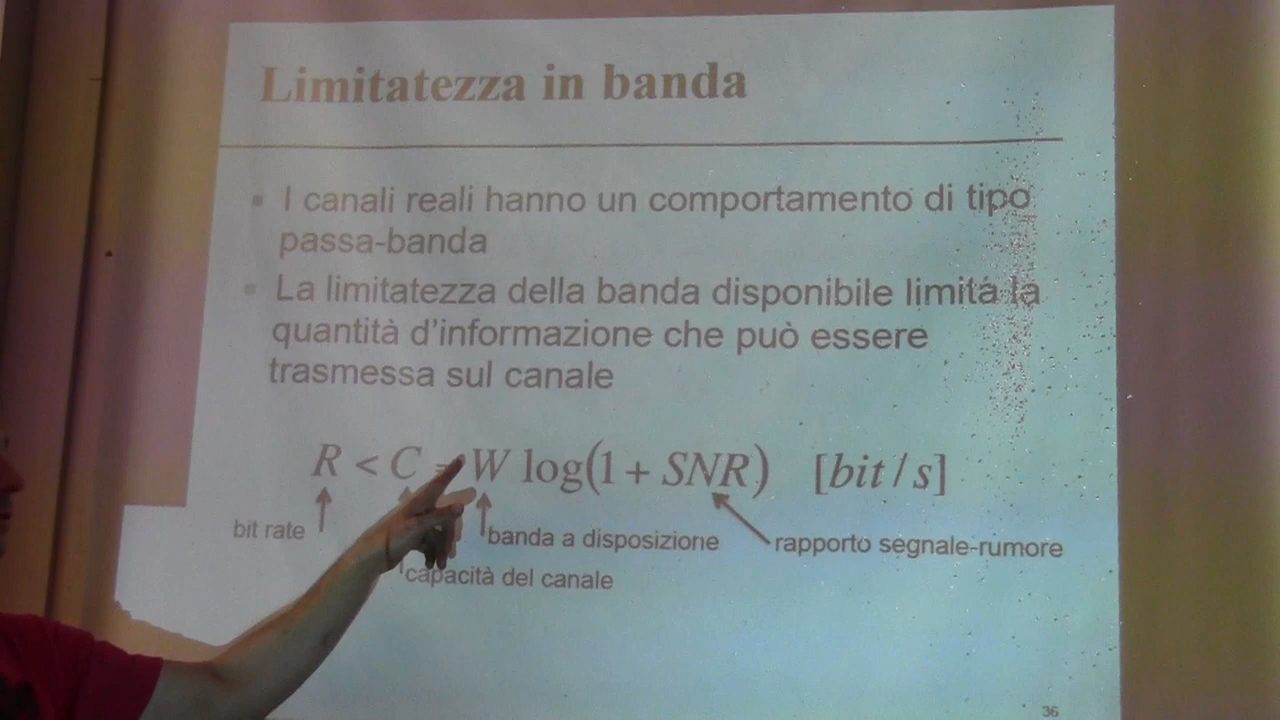 Limitatezza in banda
▪ I canali reali hanno un comportamento di tipo
passa-banda
▪ La limitatezza della banda disponibile limita la
quantità d'informazione che può essere
trasmessa sul canale
R < C = W log(1 + SNR) [bit / s]
bit rate
banda a disposizione
rapporto segnale-rumore
capacità del canale
36